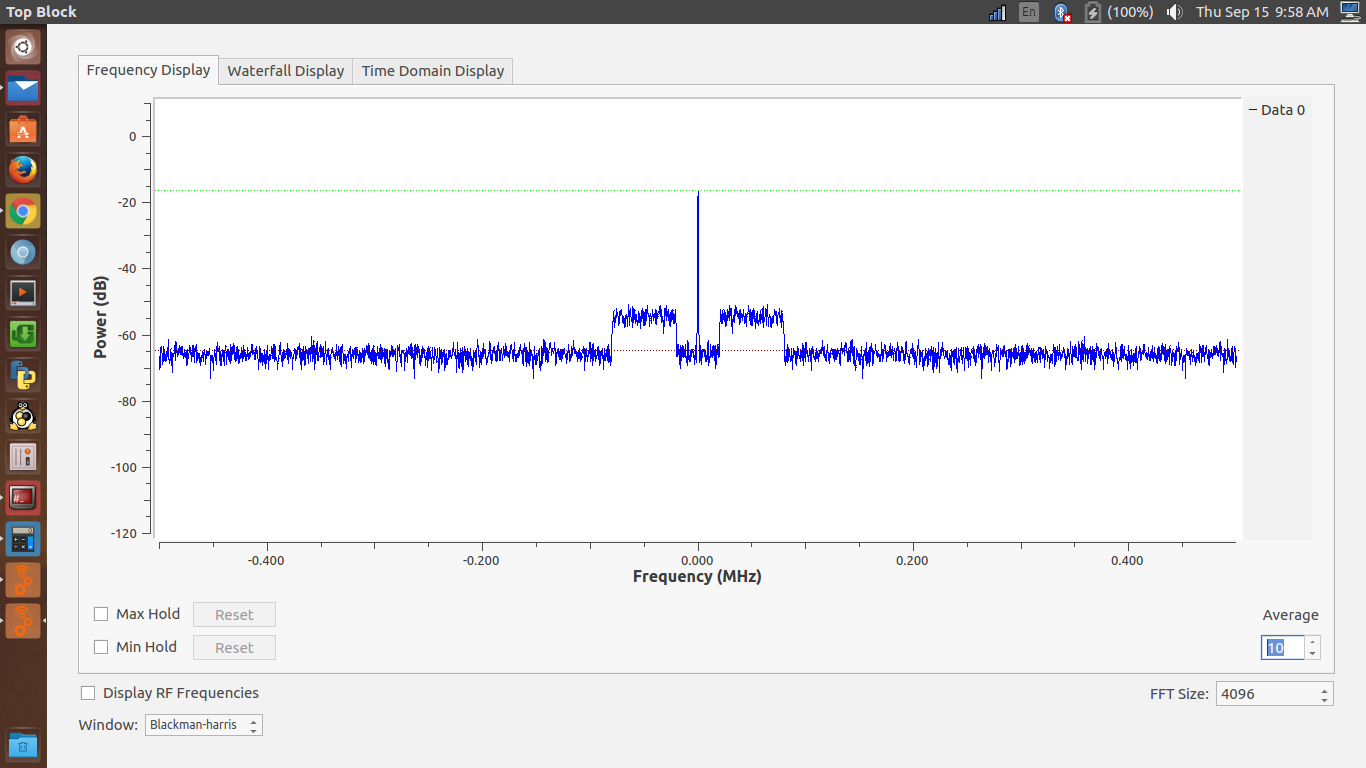 Top Block
En
(100%)
Thu Sep 15 9:58 AM
Frequency Display
Waterfall Display
Time Domain Display
Data 0
Power (dB)
0
-20
-40
-60
-80
-100
-120
-0.400
-0.200
0.000
0.200
0.400
Frequency (MHz)
Max Hold
Reset
Average
Min Hold
Reset
10
Display RF Frequencies
FFT Size:
4096
Window:
Blackman-harris